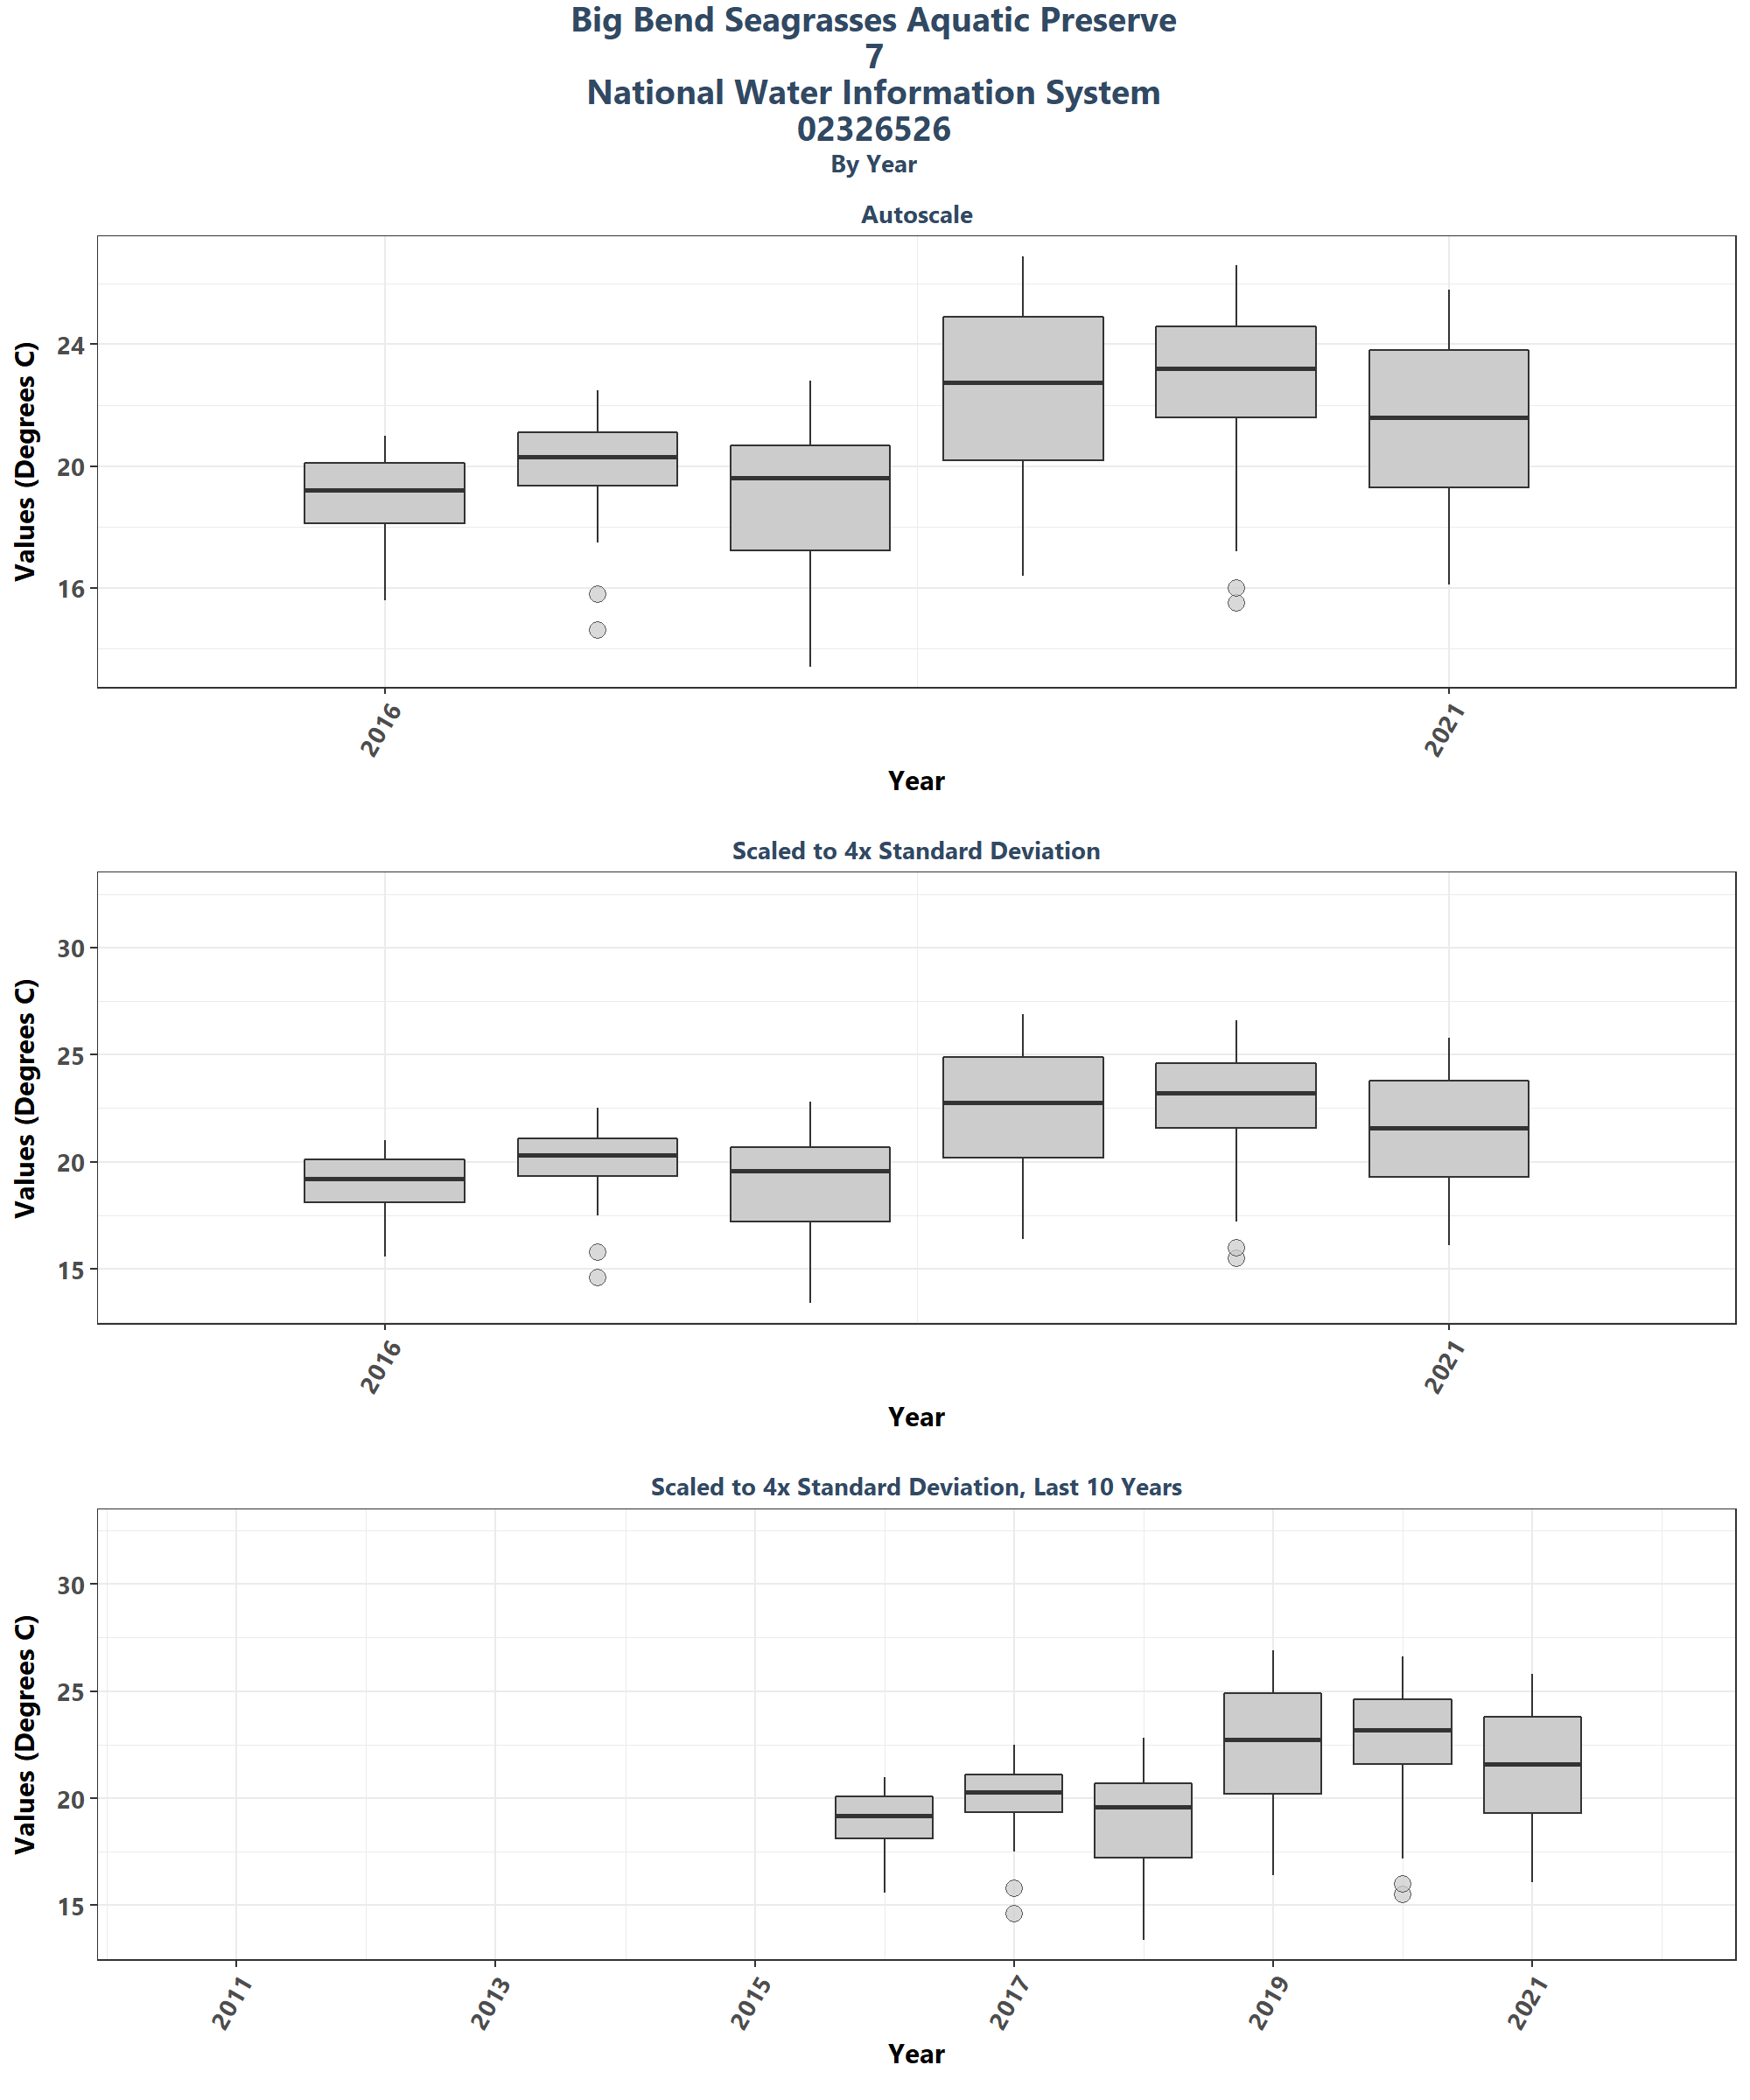 Big Bend Seagrasses Aquatic Preserve
7
National Water Information System
02326526
By Year
Autoscale
Values (Degrees C)
24
20
16
2016
2021
Year
Scaled to 4x Standard Deviation
Values (Degrees C)
30
25
20
15
2016
2021
Year
Scaled to 4x Standard Deviation, Last 10 Years
Values (Degrees C)
30
25
20
15
2011
2013
2015
2017
2019
2021
Year